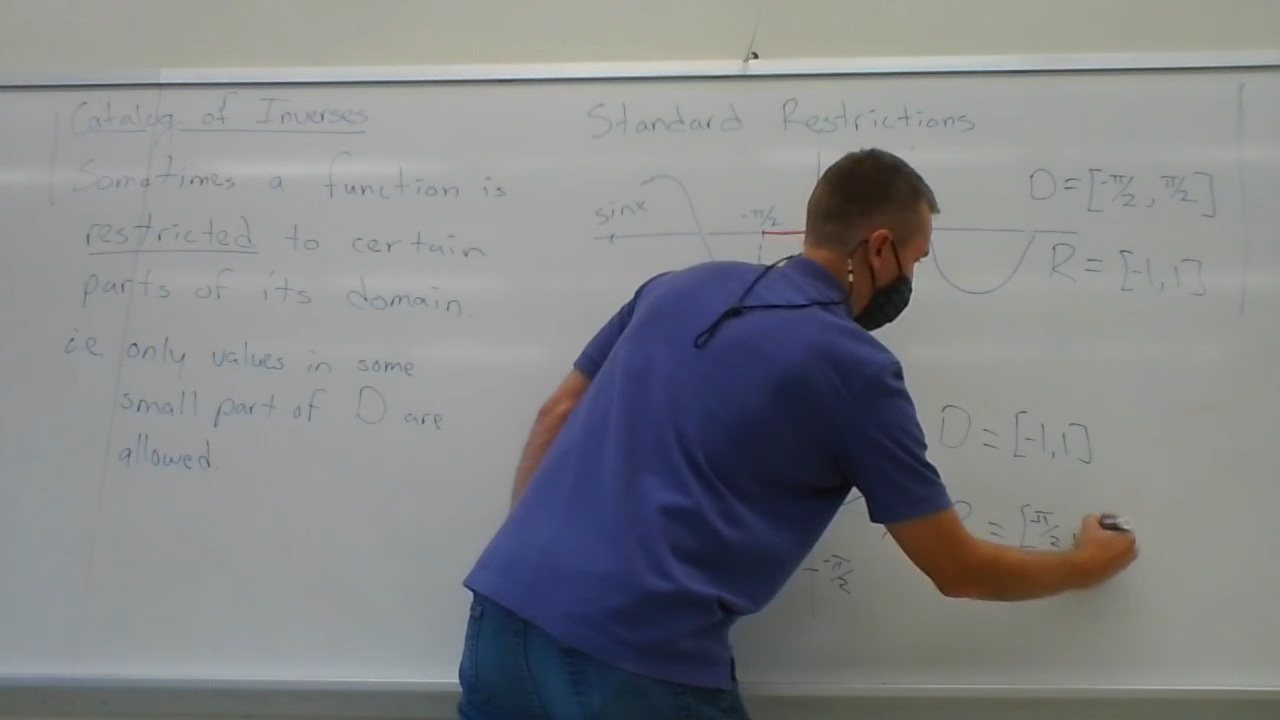 Catalog of Inverses
Sometimes a function is
restricted to certain
parts of its domain
ie only values in some
small part of D are
allowed.
Standard Restrictions
sinx
-π/2
D=[-π/2, π/2]
R=[-1,1]
D=[-1,1]
=[π/2,
-π/2